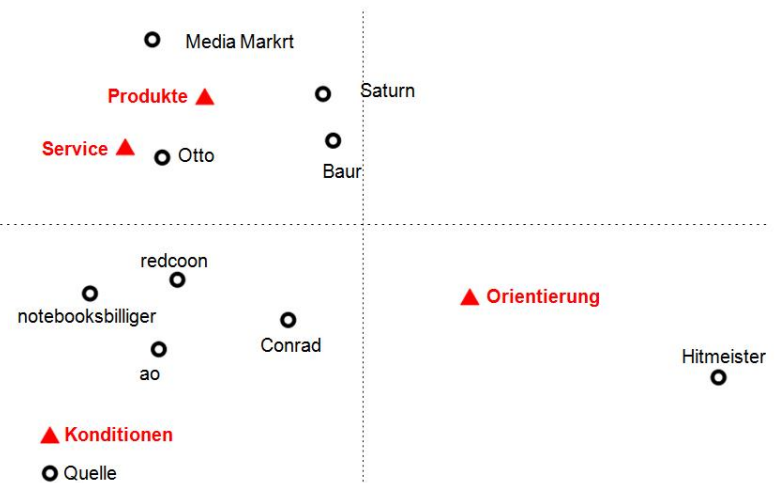 Media Markrt
Saturn
Produkte
Service
Otto
Baur
redcoon
notebooksbilliger
Orientierung
Conrad
Hitmeister
ao
Konditionen
Quelle